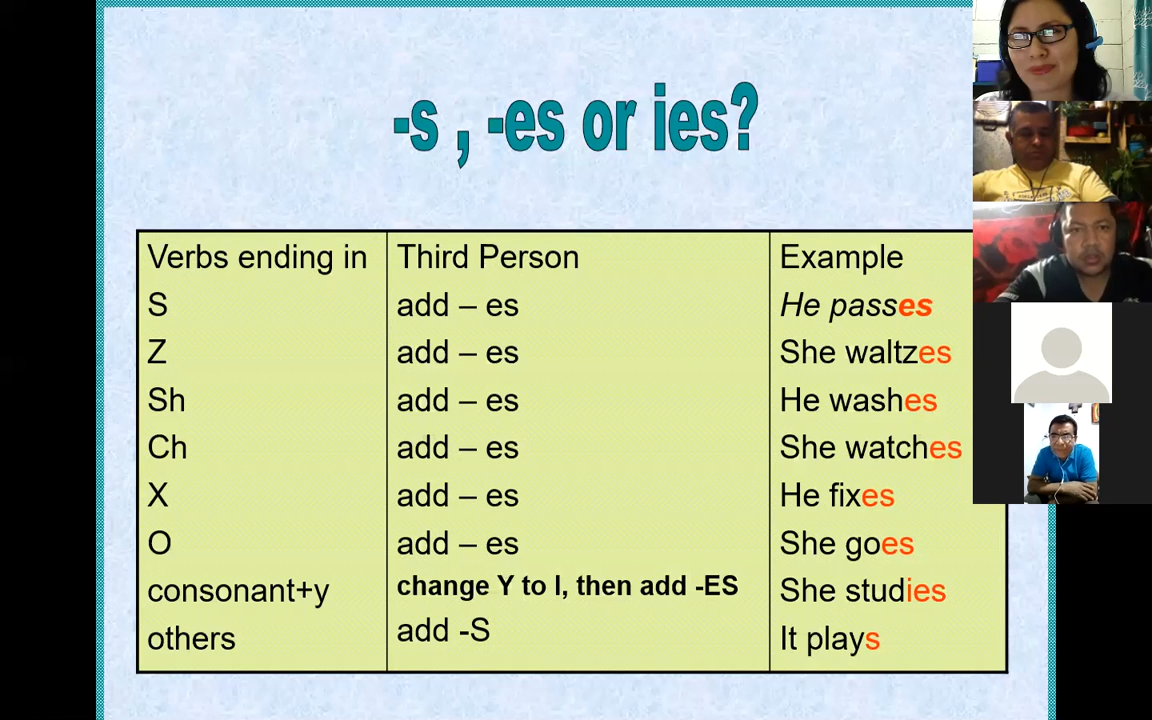 -s , -es or ies?
Verbs ending in Third Person Example
S add – es He passes
Z add – es She waltzes
Sh add – es He washes
Ch add – es She watches
X add – es He fixes
O add – es She goes
consonant+y change Y to I, then add -ES She studies
others add -S It plays